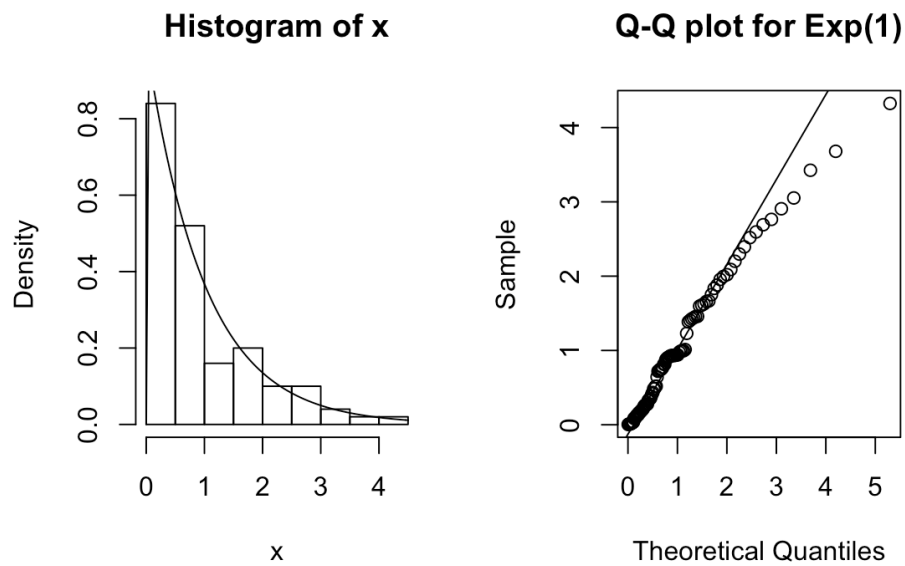 Histogram of x
Density
0.0 0.2 0.4 0.6 0.8
0 1 2 3 4
x
Q-Q plot for Exp(1)
Sample
0 1 2 3 4
0 1 2 3 4 5
Theoretical Quantiles